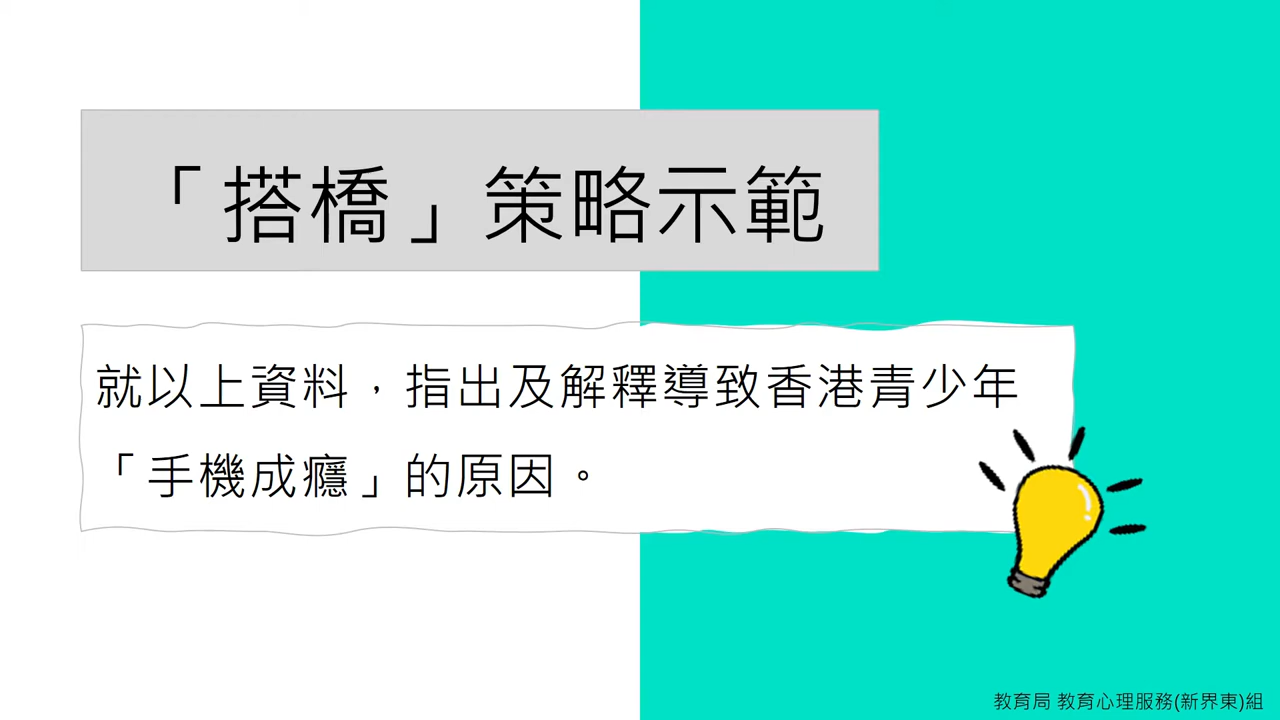 「搭橋」策略示範
就以上資料，指出及解釋導致香港青少年
「手機成癮」的原因。
教育局 教育心理服務(新界東)組